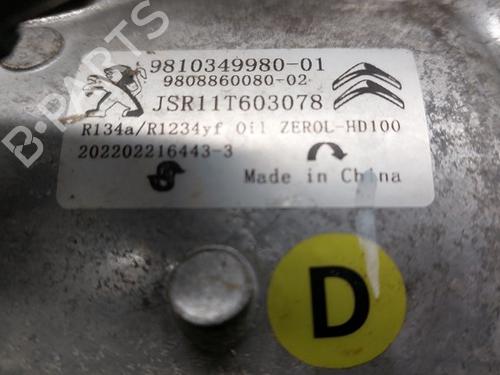 B-PARTS
9810349980-01
9808860080-02
JSR11T603078
R134a/R1234yf Oil ZEROL-HD100
202202216443-3
Made in China
D